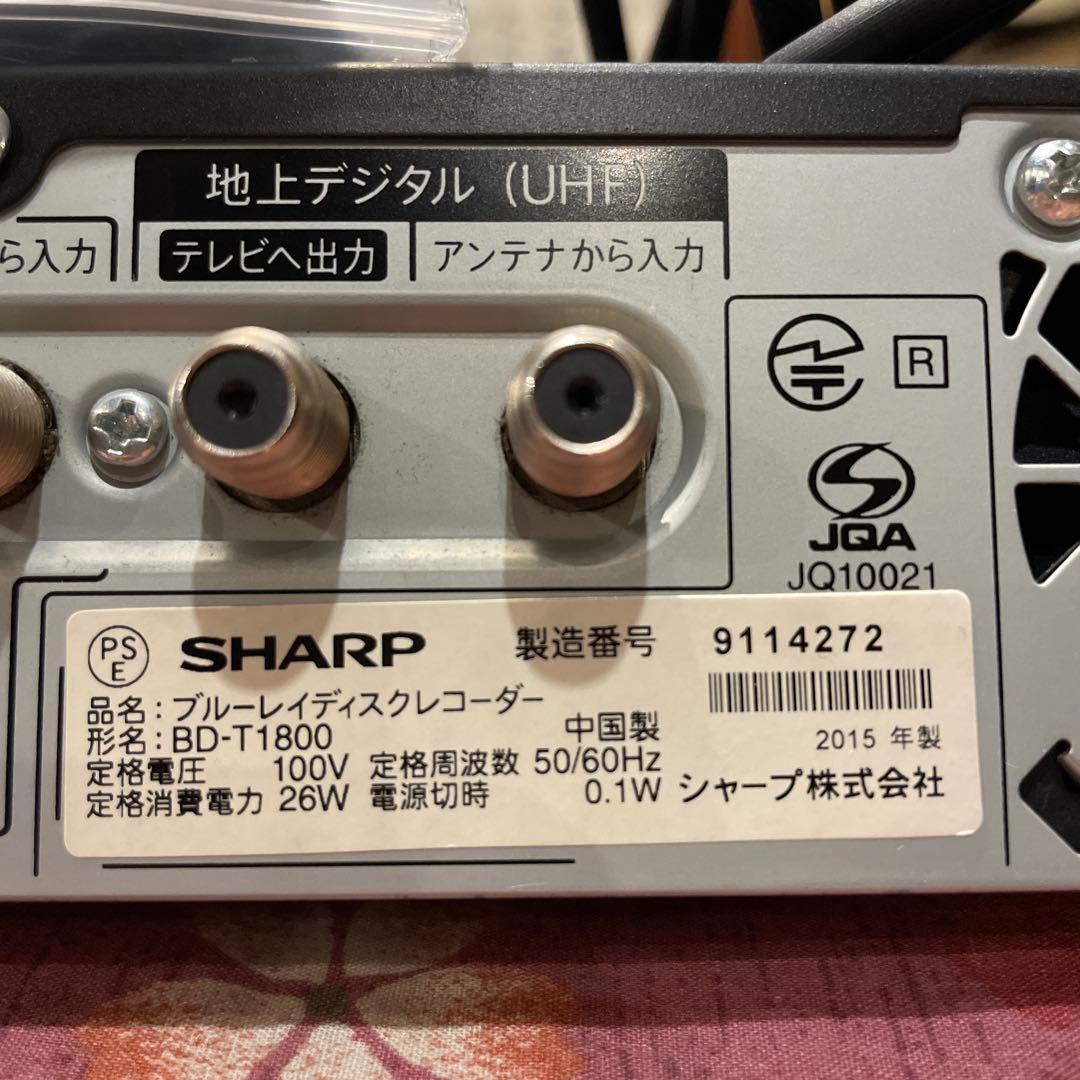 地上デジタル（UHF）
ら入力
テレビへ出力
アンテナから入力
R
JQA
JQ10021
PS
E
SHARP
製造番号 9114272
品名：ブルーレイディスクレコーダー
形名：BD-T1800
中国製
2015 年製
定格電圧 100V 定格周波数 50/60Hz
定格消費電力 26W 電源切時 0.1W
シャープ株式会社